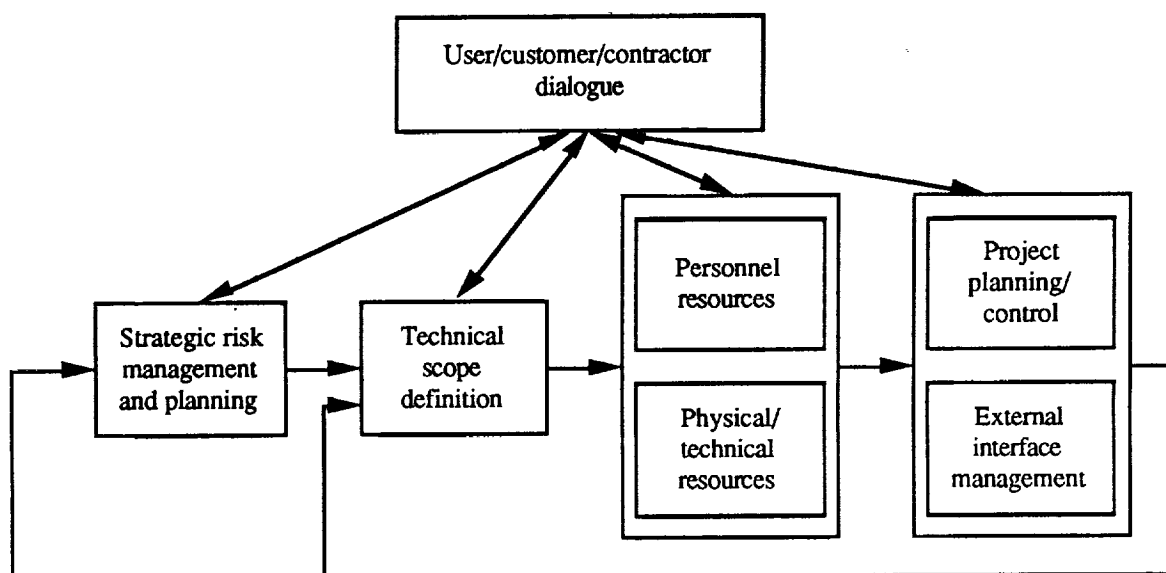 User/customer/contractor
dialogue
Strategic risk
management
and planning
Technical
scope
definition
Personnel
resources
Physical/
technical
resources
Project
planning/
control
External
interface
management